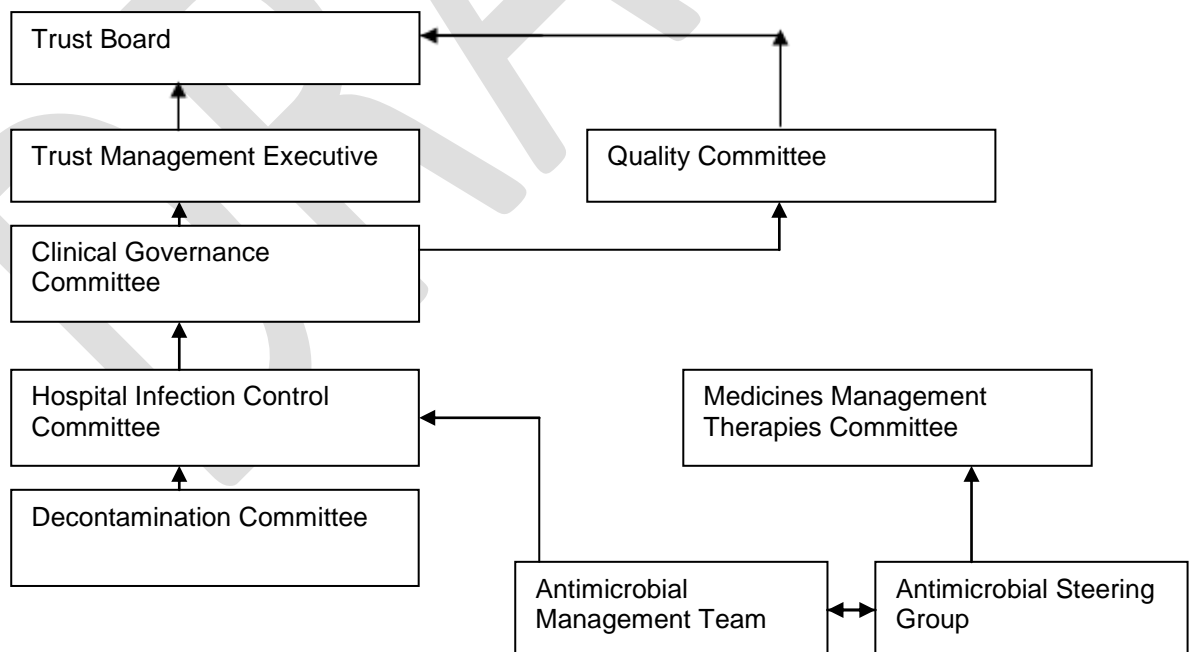 Trust Board
Trust Management Executive
Quality Committee
Clinical Governance
Committee
Hospital Infection Control
Committee
Medicines Management
Therapies Committee
Decontamination Committee
Antimicrobial
Management Team
Antimicrobial Steering
Group